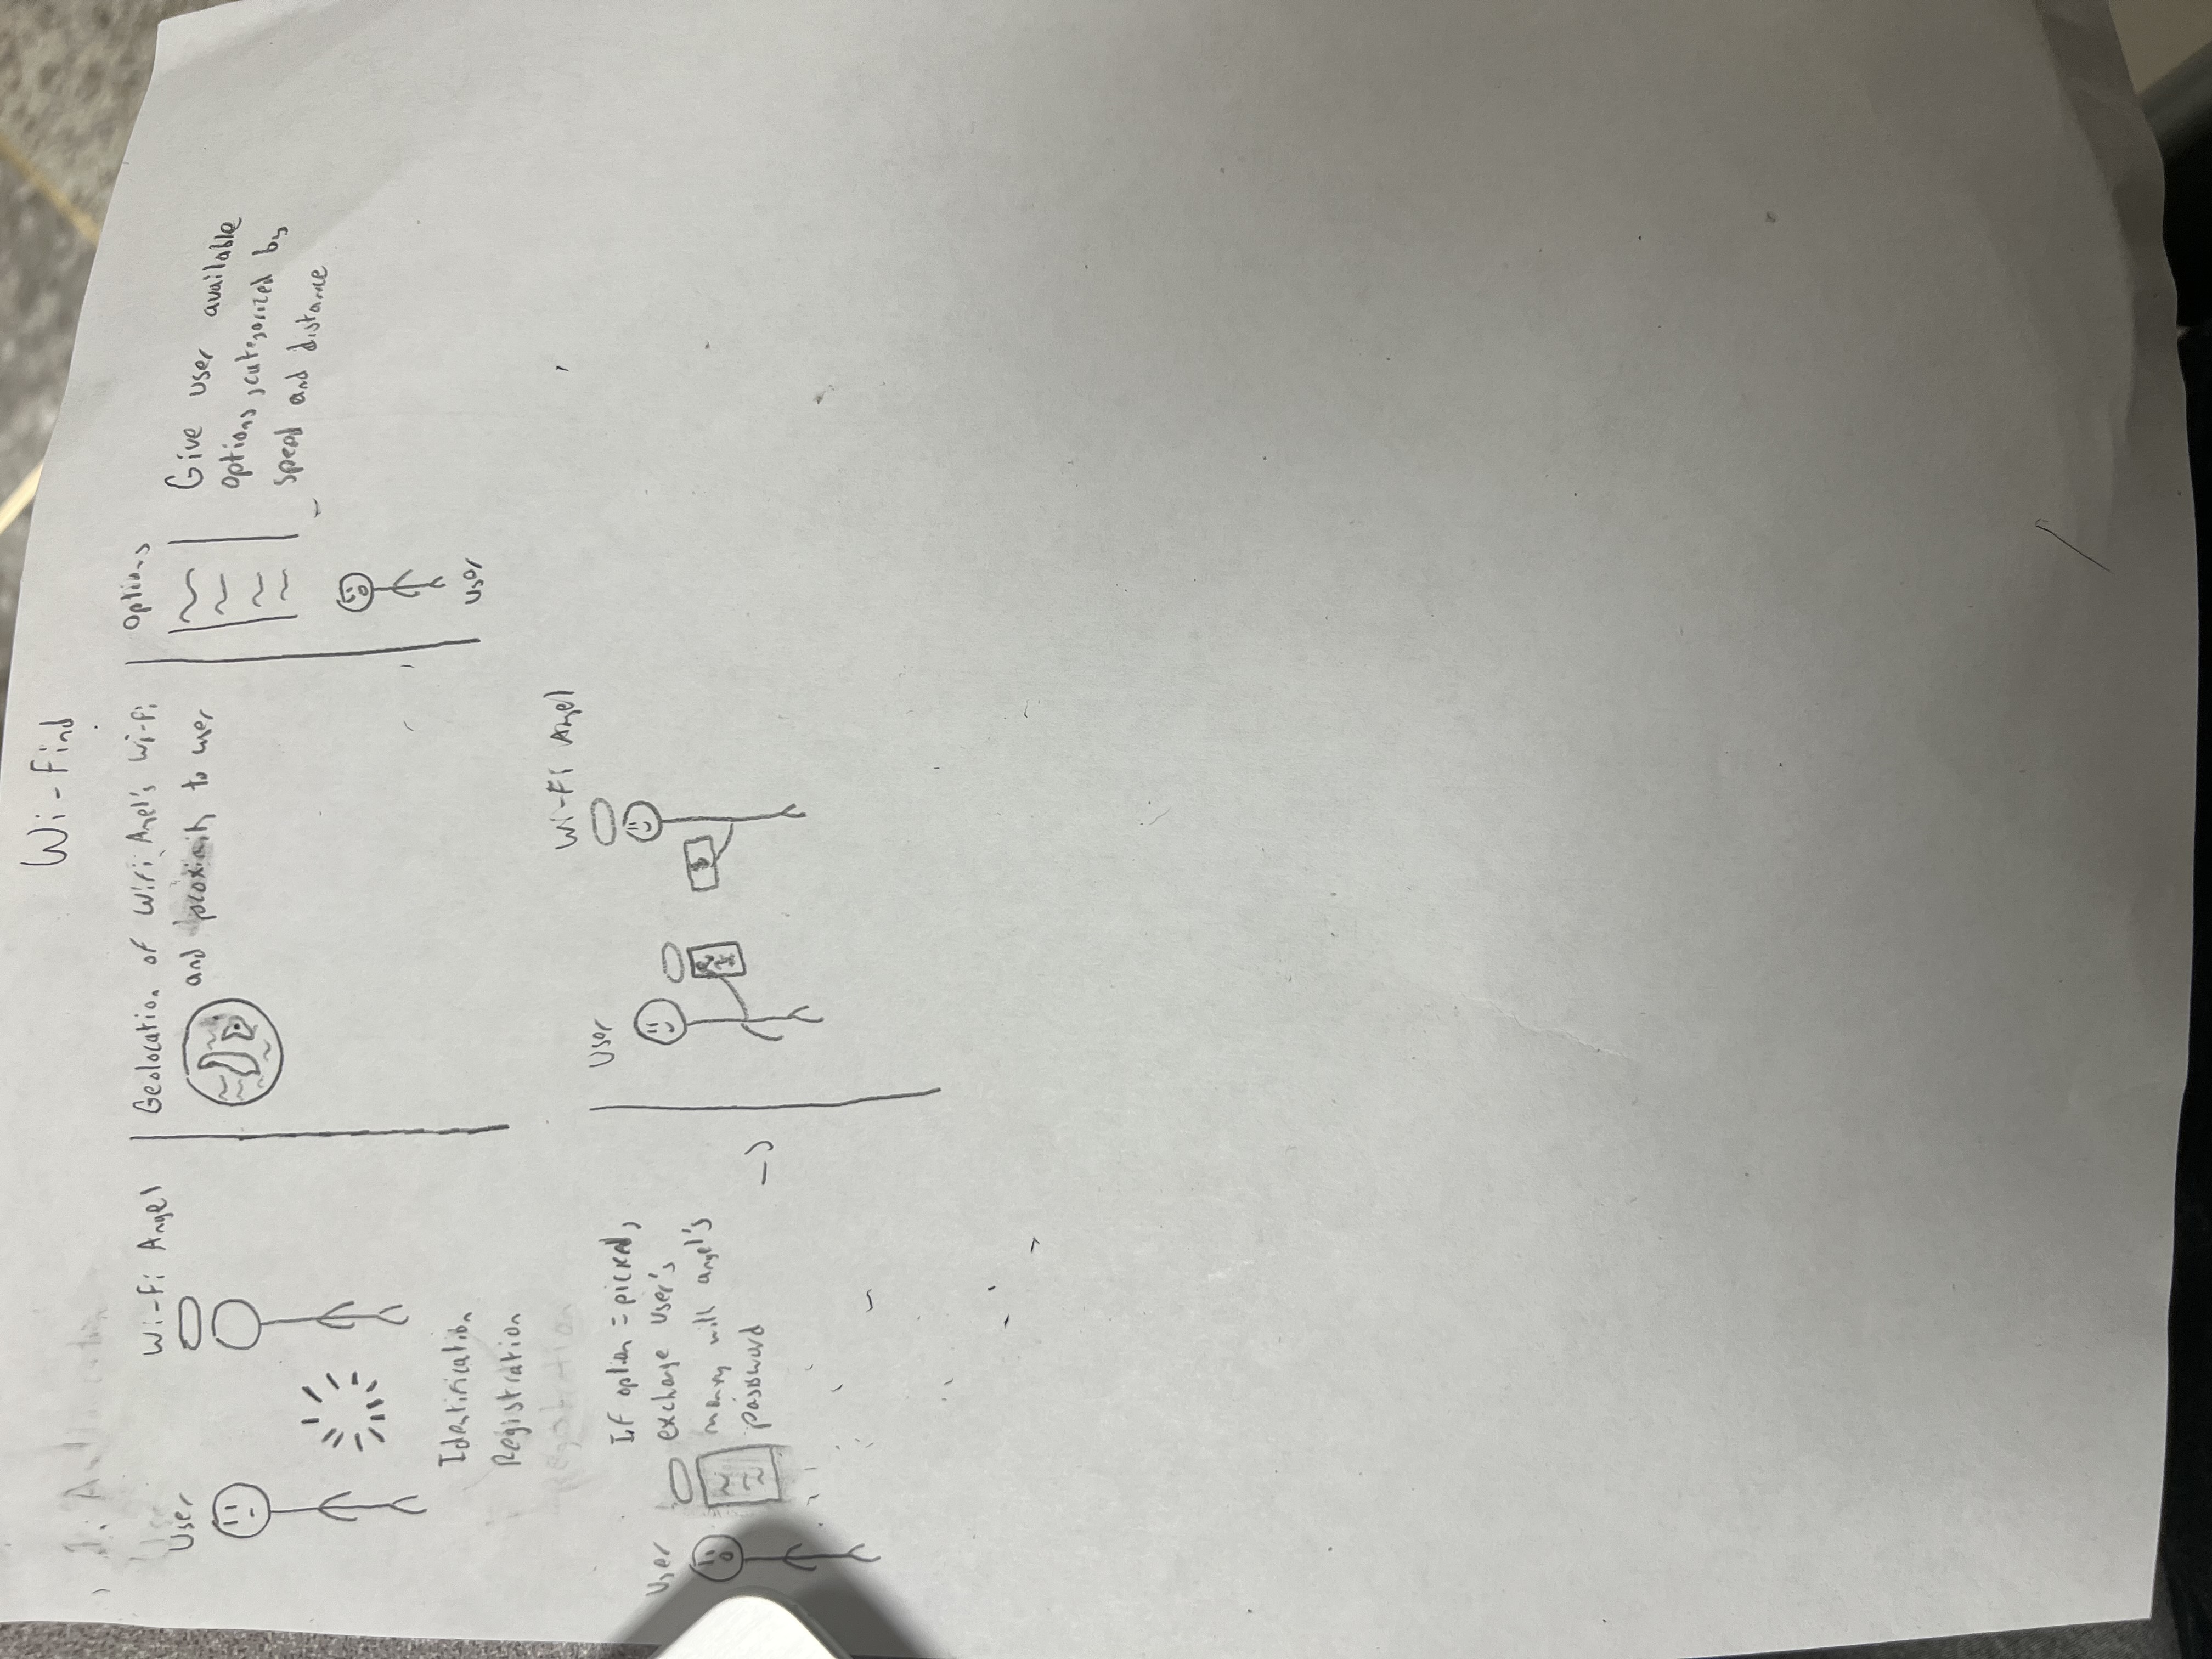 Wi-Find
User
Wi-Fi Angel
Identification
Registration
Geolocation of WiFi Angel's Wi-Fi
and proximity to user
Options
Give user available
options, categorized by
speed and distance
User
User
If option = picked,
exchange user's
money with angel's
password
User
Wi-Fi Angel